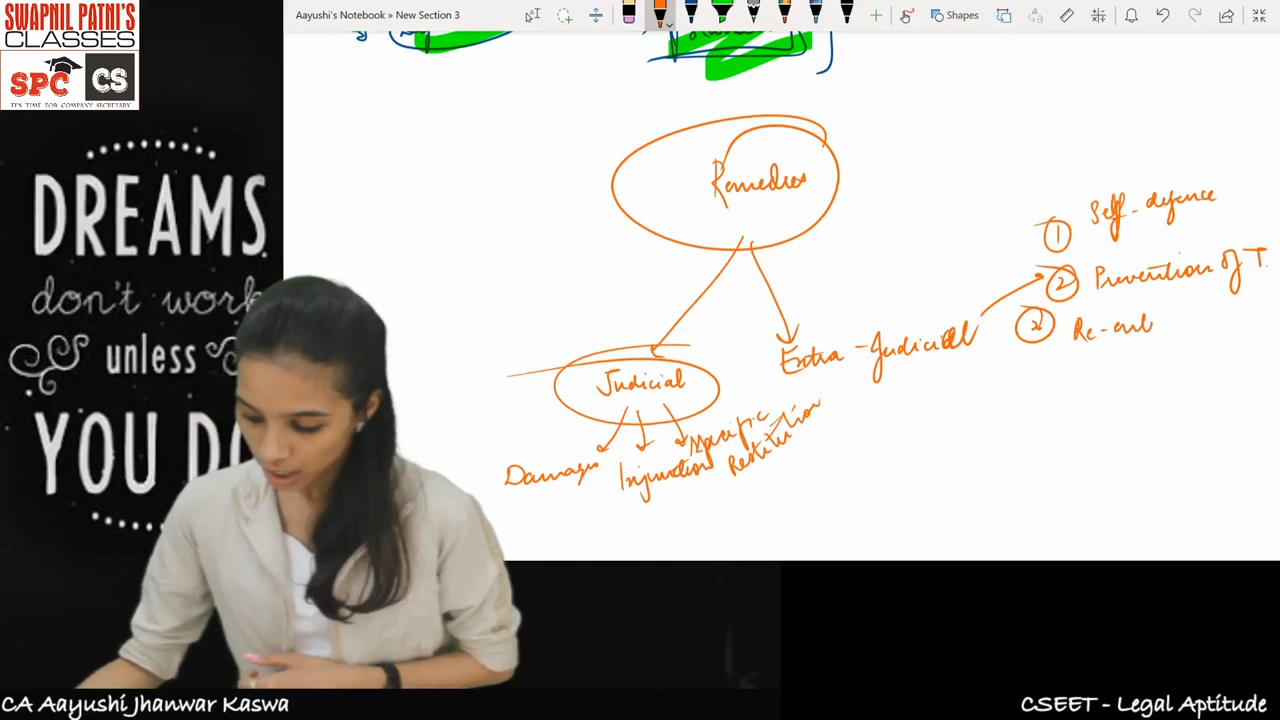 SWAPNIL PATNI'S
CLASSES
SPC CS
IT'S TIME FOR COMPANY SECRETARY
Aayushi's Notebook » New Section 3
Shapes
DREAMS
don't work
unless
YOU DO
Remedies
Judicial
Extra-Judicial
Damages
Injunction
Specific
Restitution
1 Self-defence
2 Prevention of T.
Re-
CA Aayushi Jhanwar Kaswa
CSEET - Legal Aptitude